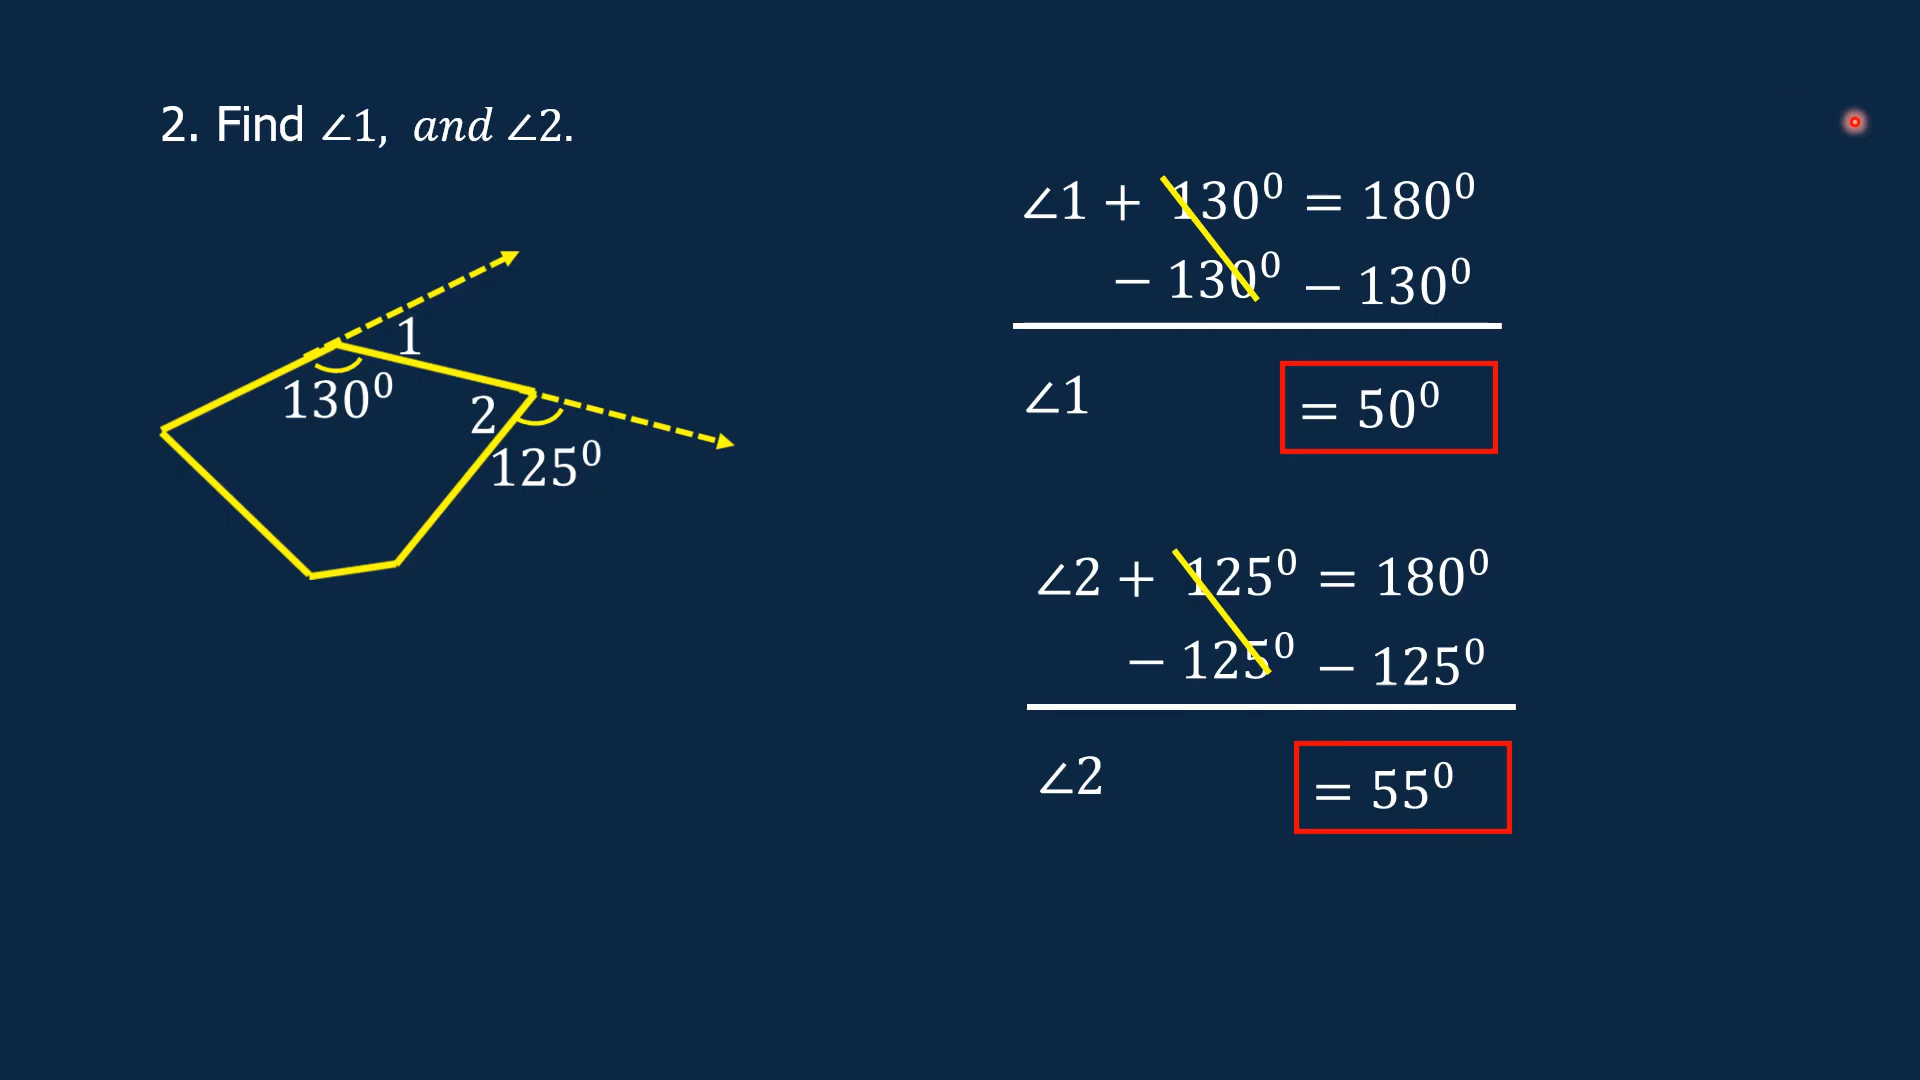 2. Find ∠1, and ∠2.
1
130⁰
2
125⁰
∠1 + 130⁰ = 180⁰
− 130⁰ − 130⁰
∠1 = 50⁰
∠2 + 125⁰ = 180⁰
− 125⁰ − 125⁰
∠2 = 55⁰